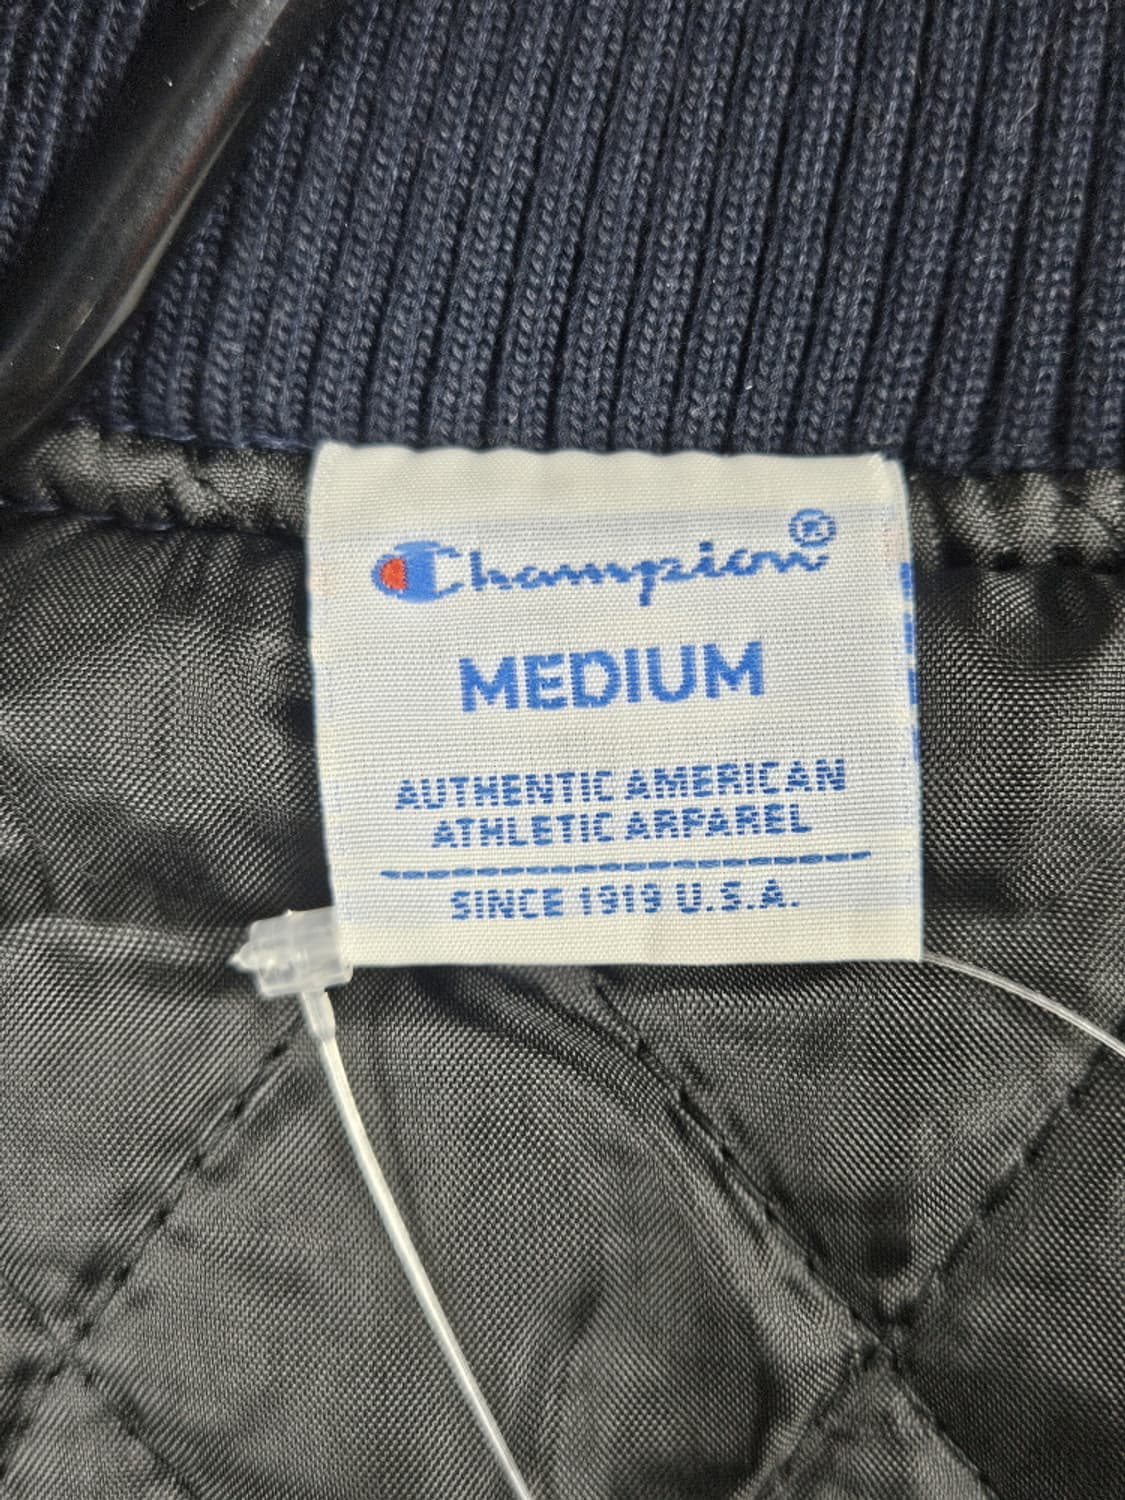 Champion®
MEDIUM
AUTHENTIC AMERICAN
ATHLETIC APPAREL
SINCE 1919 U.S.A.